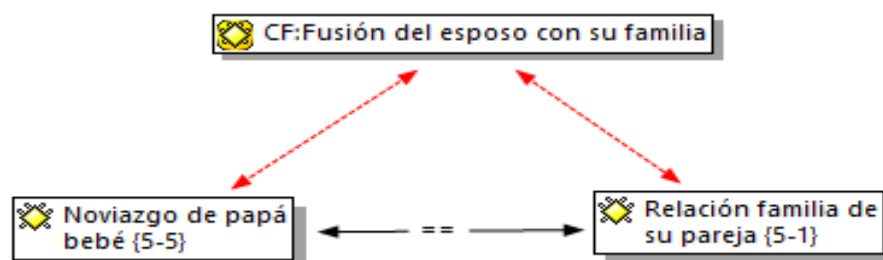 CF:Fusión del esposo con su familia
Noviazgo de papá
bebé {5-5}
==
Relación familia de
su pareja {5-1}